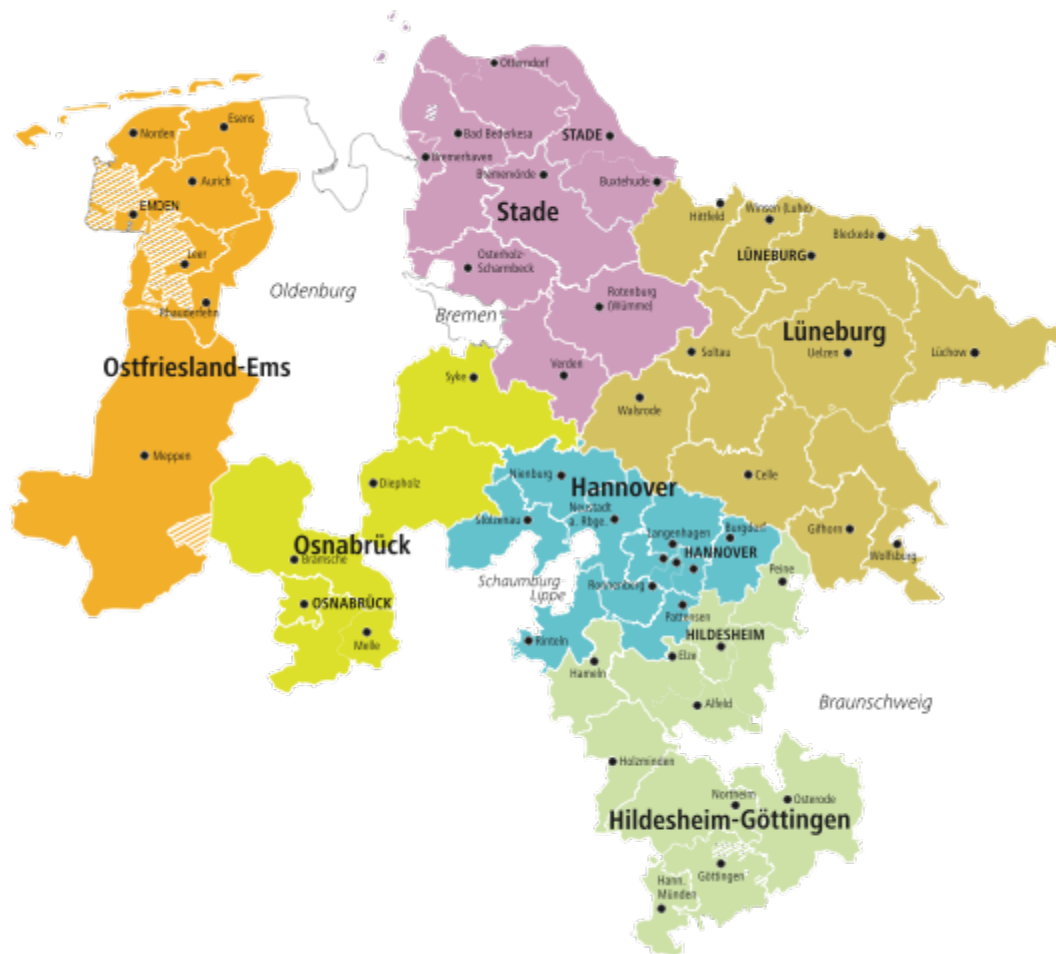 Otterndorf
Esens
Norden
Bad Bederkesa
STADE
Bremerhaven
Bremervörde
Aurich
Buxtehude
EMDEN
Stade
Hittfeld
Winsen (Luhe)
Bleckede
Leer
Osterholz-
Scharmbeck
LÜNEBURG
Oldenburg
Rhauderfehn
Bremen
Rotenburg
(Wümme)
Lüneburg
Ostfriesland-Ems
Soltau
Uelzen
Lüchow
Syke
Verden
Walsrode
Meppen
Diepholz
Nienburg
Hannover
Celle
Stolzenau
Neustadt
a. Rbge.
Langenhagen
Burgdorf
Gifhorn
Osnabrück
HANNOVER
Wolfsburg
Bramsche
Peine
Schaumburg
Lippe
Ronnenberg
OSNABRÜCK
Pattensen
Melle
Rinteln
HILDESHEIM
Elze
Hameln
Alfeld
Braunschweig
Holzminden
Northeim
Osterode
Hildesheim-Göttingen
Göttingen
Hann.
Münden